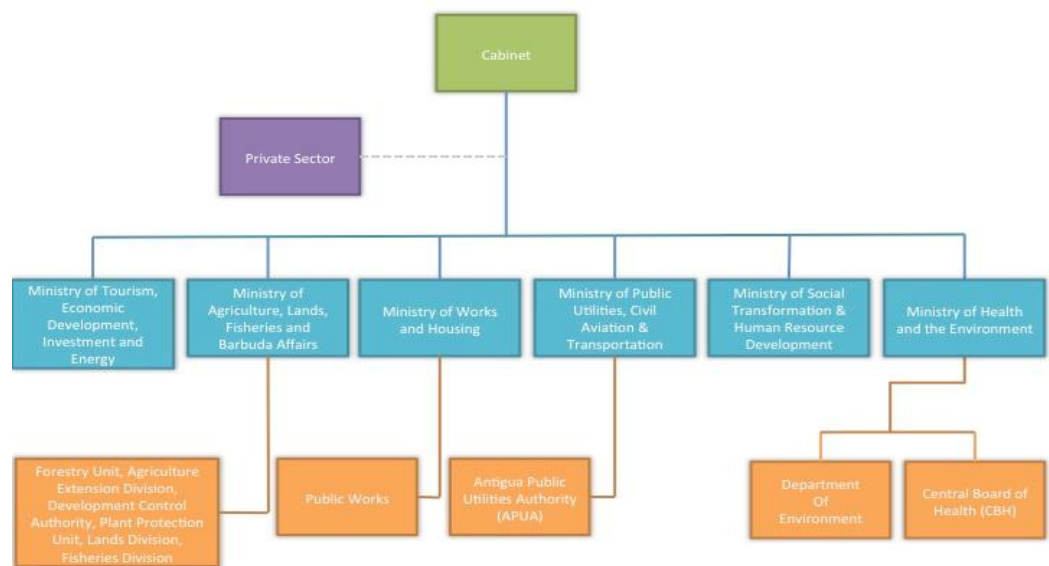 Cabinet
Private Sector
Ministry of Tourism,
Economic
Development,
Investment and
Energy
Ministry of
Agriculture, Lands,
Fisheries and
Barbuda Affairs
Ministry of Works
and Housing
Ministry of Public
Utilities, Civil
Aviation &
Transportation
Ministry of Social
Transformation &
Human Resource
Development
Ministry of Health
and the Environment
Forestry Unit, Agriculture
Extension Division,
Development Control
Authority, Plant Protection
Unit, Lands Division,
Fisheries Division
Public Works
Antigua Public
Utilities Authority
(APUA)
Department
Of
Environment
Central Board of
Health (CBH)